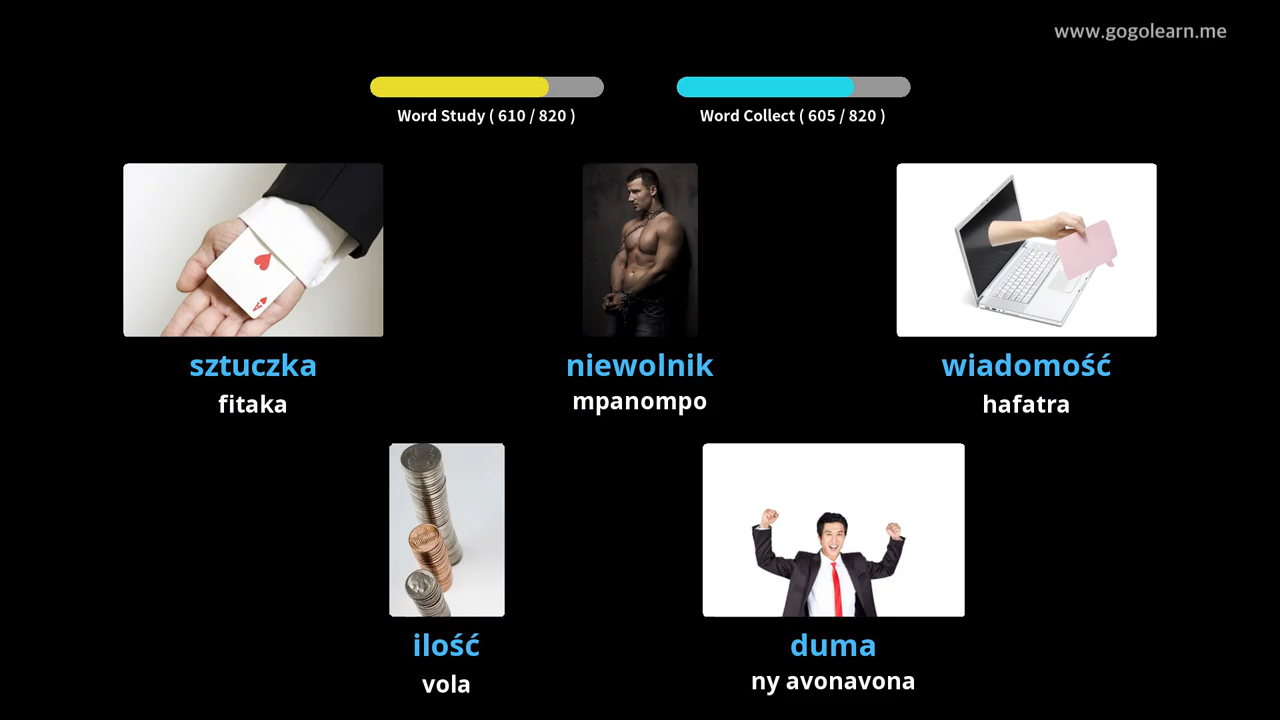 www.gogolearn.me
Word Study ( 610 / 820 )
Word Collect ( 605 / 820 )
sztuczka
fitaka
niewolnik
mpanompo
wiadomość
hafatra
ilość
vola
duma
ny avonavona